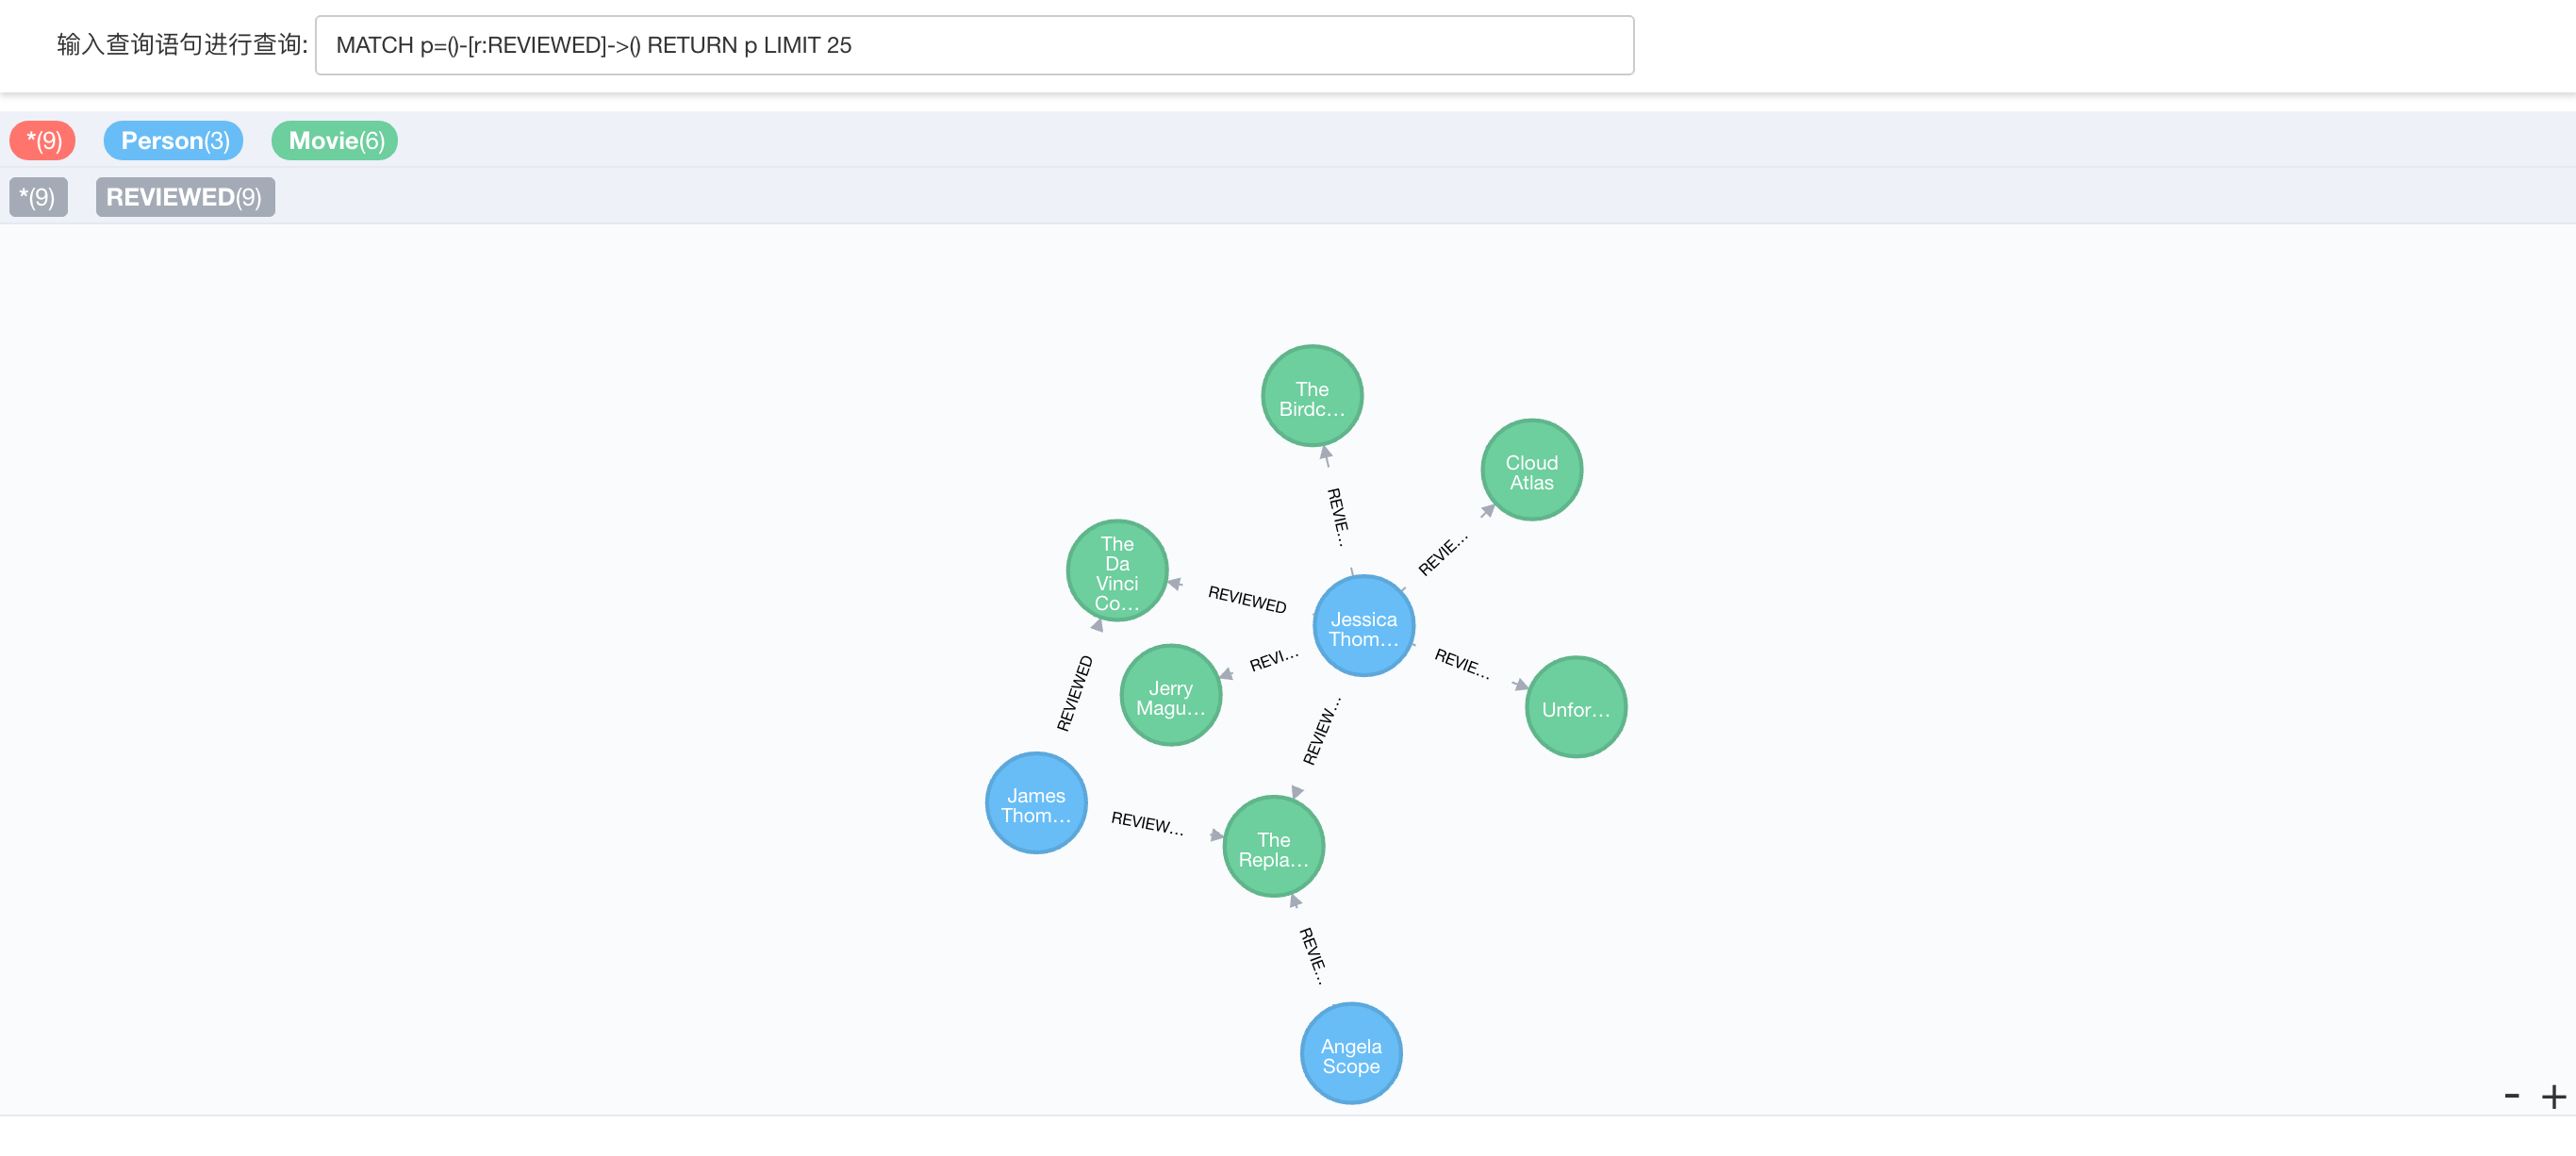 输入查询语句进行查询: MATCH p=()-[r:REVIEWED]->() RETURN p LIMIT 25
*(9) Person(3) Movie(6)
*(9) REVIEWED(9)
The
Birdc...
Cloud
Atlas
REVIE...
REVIE...
The
Da
Vinci
Co...
REVIEWED
Jessica
Thom...
REVI...
REVIE...
Jerry
Magu...
REVIEWED
Unfor...
REVIEW...
James
Thom...
REVIEW...
The
Repla...
REVIE...
Angela
Scope
- +